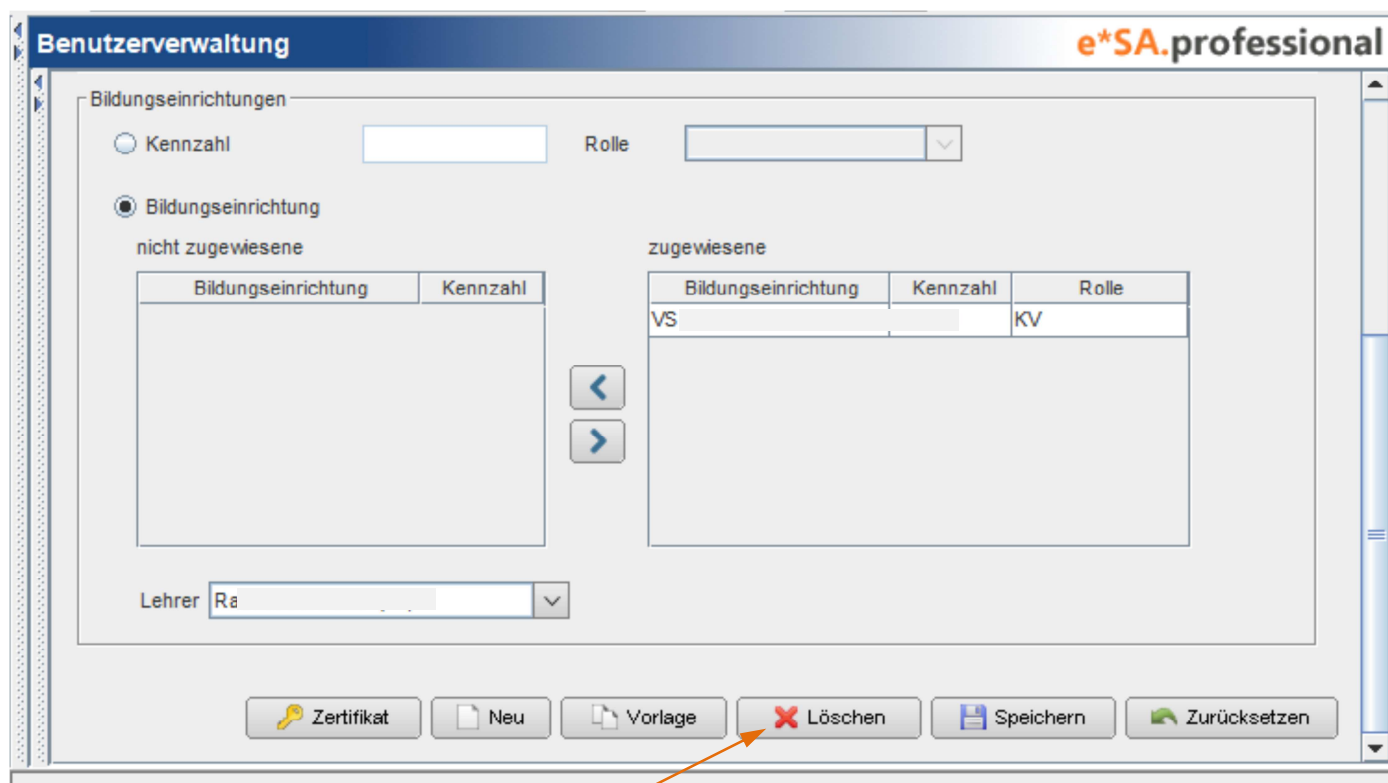 Benutzerverwaltung e*SA.professional
Bildungseinrichtungen
Kennzahl Rolle
Bildungseinrichtung
nicht zugewiesene zugewiesene
Bildungseinrichtung Kennzahl Bildungseinrichtung Kennzahl Rolle
VS KV
Lehrer Ra
Zertifikat Neu Vorlage Löschen Speichern Zurücksetzen